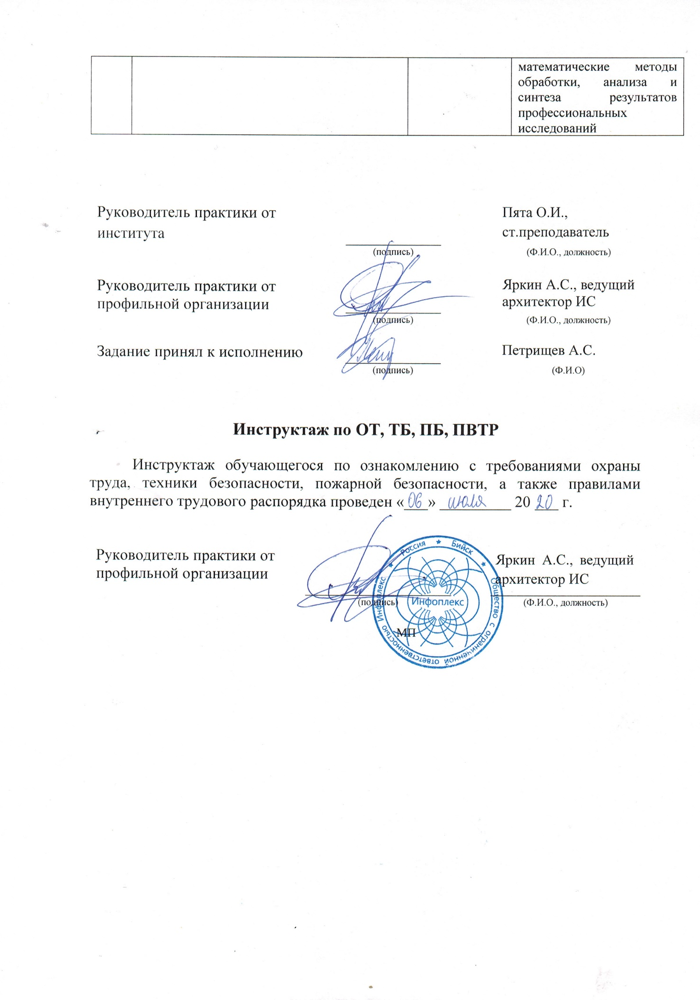 математические методы
обработки, анализа и
синтеза результатов
профессиональных
исследований
Руководитель практики от
института
Пята О.И.,
ст.преподаватель
(подпись)
(Ф.И.О., должность)
Руководитель практики от
профильной организации
Яркин А.С., ведущий
архитектор ИС
(подпись)
(Ф.И.О., должность)
Задание принял к исполнению
Петрищев А.С.
(подпись)
(Ф.И.О)
Инструктаж по ОТ, ТБ, ПБ, ПВТР
Инструктаж обучающегося по ознакомлению с требованиями охраны
труда, техники безопасности, пожарной безопасности, а также правилами
внутреннего трудового распорядка проведен «06» июля 20 20 г.
Руководитель практики от
профильной организации
Яркин А.С., ведущий
архитектор ИС
(подпись)
(Ф.И.О., должность)
МП
Россия ★ Бийск ★ Общество с ограниченной ответственностью Инфоплекс ★
Инфоплекс